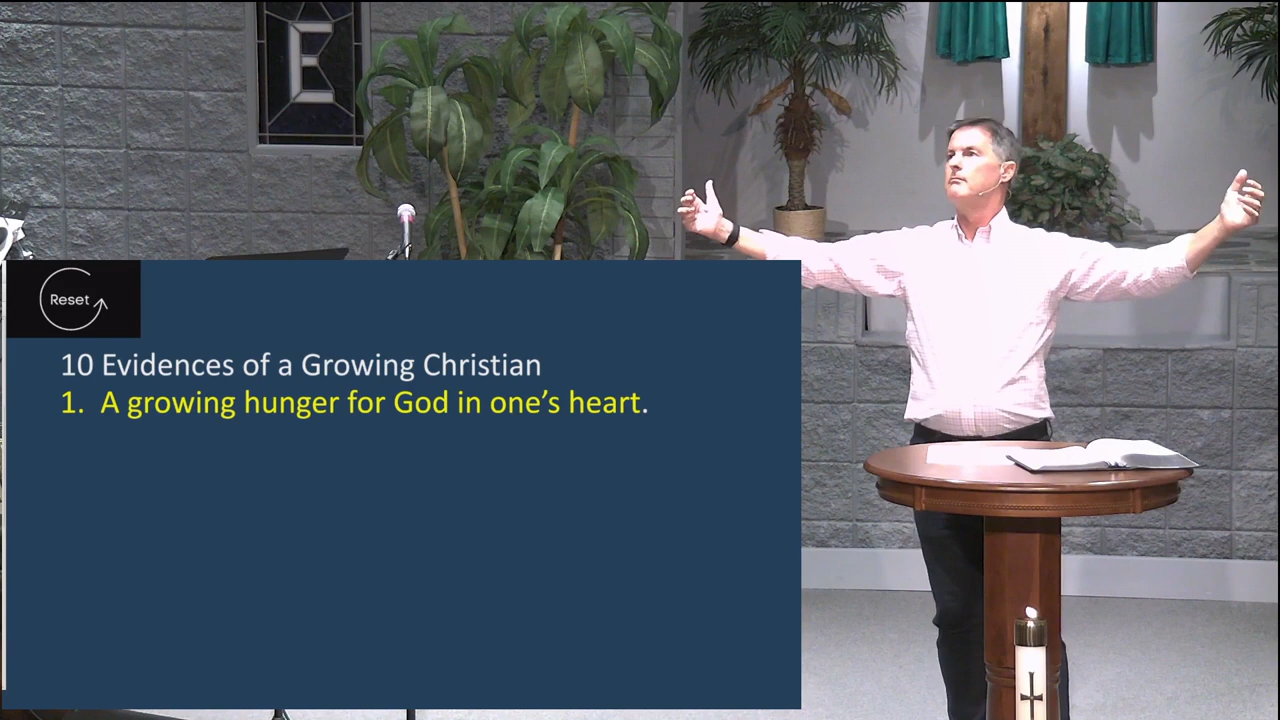 E
Reset
10 Evidences of a Growing Christian
1. A growing hunger for God in one’s heart.